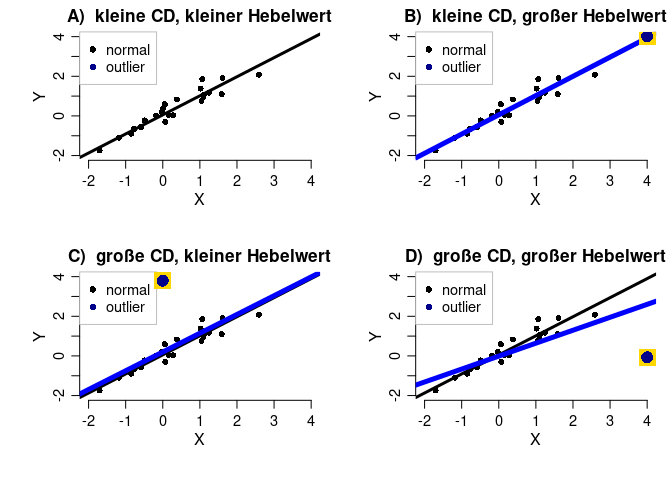 A)  kleine CD, kleiner Hebelwert
normal
outlier
Y
-2 0 2 4
-2 -1 0 1 2 3 4
X
B)  kleine CD, großer Hebelwert
normal
outlier
Y
-2 0 2 4
-2 -1 0 1 2 3 4
X
C)  große CD, kleiner Hebelwert
normal
outlier
Y
-2 0 2 4
-2 -1 0 1 2 3 4
X
D)  große CD, großer Hebelwert
normal
outlier
Y
-2 0 2 4
-2 -1 0 1 2 3 4
X